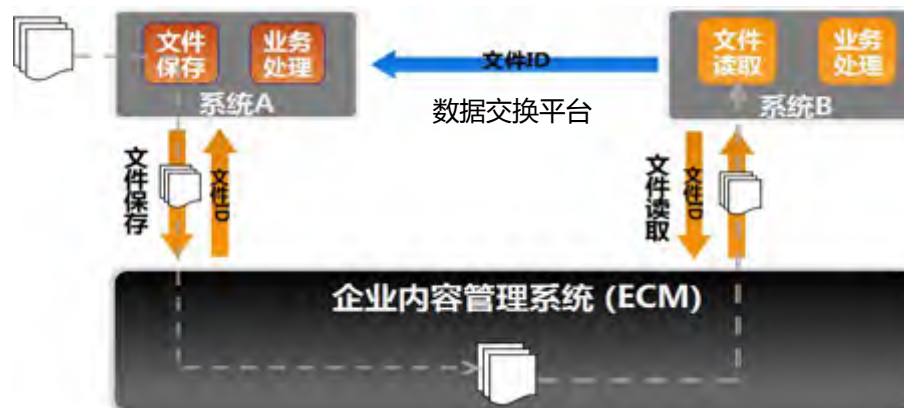 文件
保存
业务
处理
系统A
文件ID
数据交换平台
文件
读取
业务
处理
系统B
文件保存
文件ID
文件读取
文件ID
企业内容管理系统 (ECM)